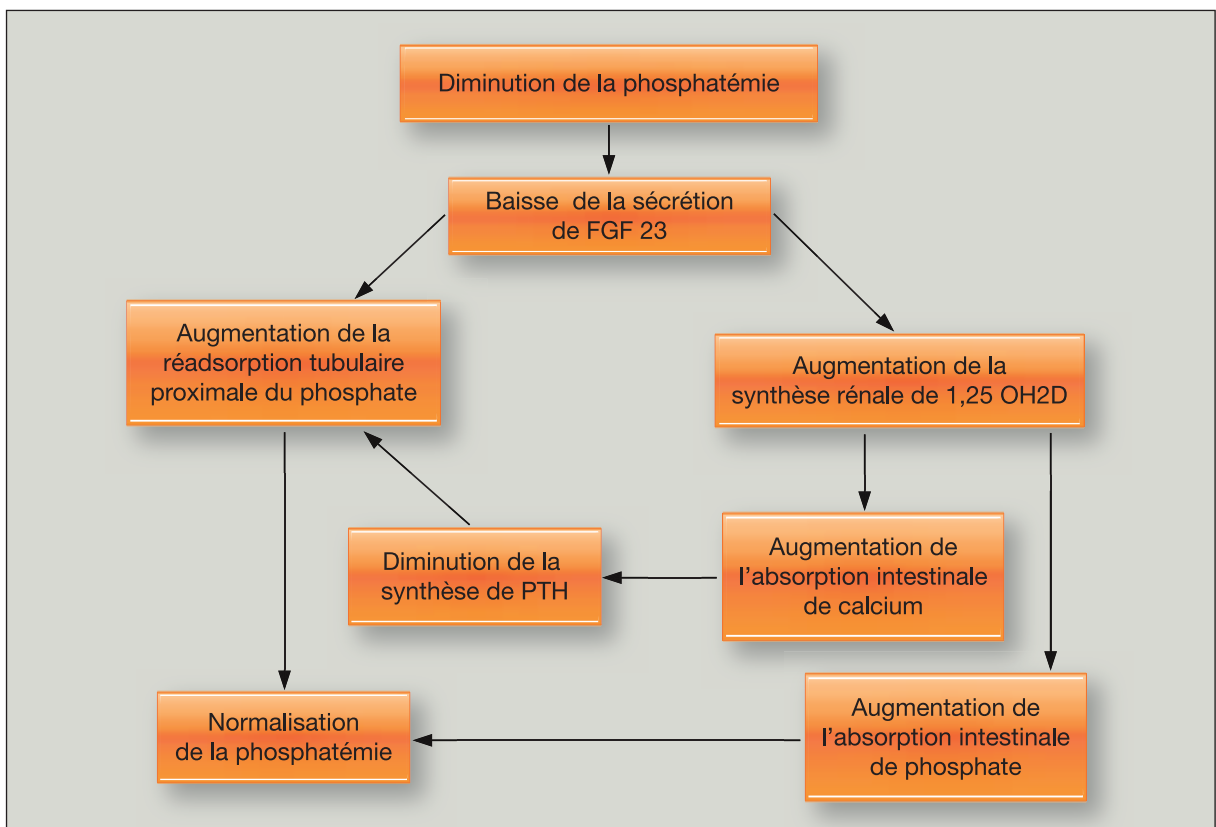 Diminution de la phosphatémie
Baisse de la sécrétion
de FGF 23
Augmentation de la
réadsorption tubulaire
proximale du phosphate
Augmentation de la
synthèse rénale de 1,25 OH2D
Diminution de la
synthèse de PTH
Augmentation de
l’absorption intestinale
de calcium
Normalisation
de la phosphatémie
Augmentation de
l’absorption intestinale
de phosphate